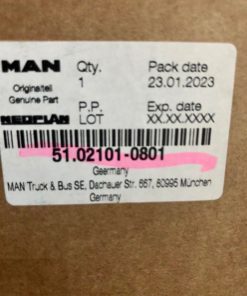 MAN Qty. Pack date
Originalteil 1 23.01.2023
Genuine Part
P.P. Exp. date
NEOPLAN LOT XX.XX.XXXX
51.02101-0801
Geermany
MAN Truck & Bus SE, Dachauer Str. 667, 80995 München
Germany